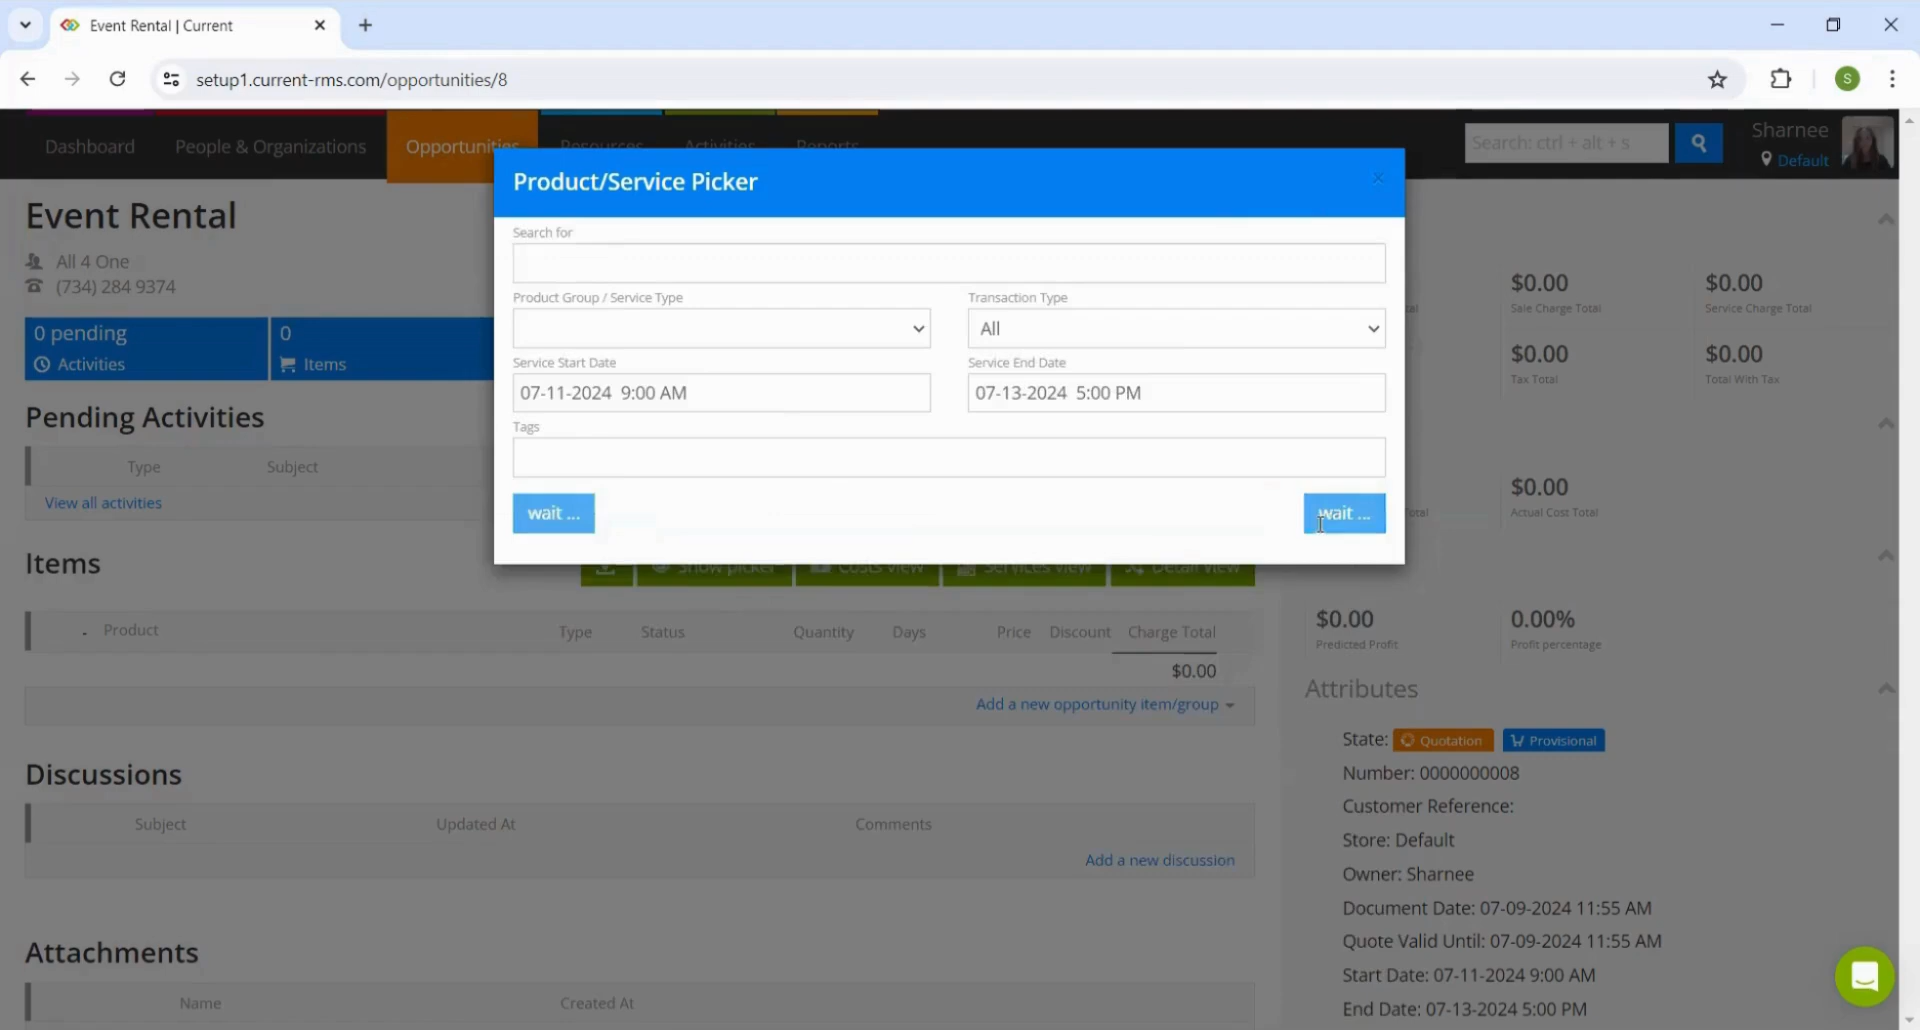 Event Rental | Current
setup1.current-rms.com/opportunities/8
S
Dashboard
People & Organizations
Opportunities
Resources
Activities
Reports
Search: ctrl + alt + s
Sharnee
Default
Event Rental
All 4 One
(734) 284 9374
0 pending
Activities
0
Items
Product/Service Picker
×
Search for
Product Group / Service Type
Transaction Type
All
Service Start Date
Service End Date
07-11-2024 9:00 AM
07-13-2024 5:00 PM
Tags
wait ...
wait ...
$0.00
Sale Charge Total
$0.00
Service Charge Total
$0.00
Tax Total
$0.00
Total With Tax
$0.00
Actual Cost Total
$0.00
Predicted Profit
0.00%
Profit percentage
Pending Activities
Type
Subject
View all activities
Items
Show picker
Costs view
Services view
Detail view
- Product
Type
Status
Quantity
Days
Price
Discount
Charge Total
$0.00
Add a new opportunity item/group
Discussions
Subject
Updated At
Comments
Add a new discussion
Attachments
Name
Created At
Attributes
State: Quotation Provisional
Number: 0000000008
Customer Reference:
Store: Default
Owner: Sharnee
Document Date: 07-09-2024 11:55 AM
Quote Valid Until: 07-09-2024 11:55 AM
Start Date: 07-11-2024 9:00 AM
End Date: 07-13-2024 5:00 PM